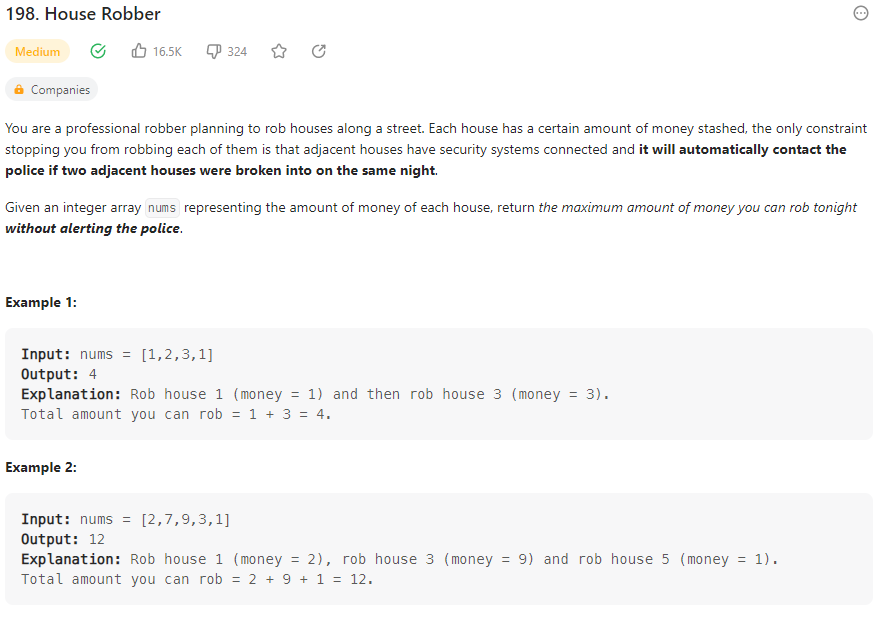 198. House Robber
Medium 16.5K 324
Companies
You are a professional robber planning to rob houses along a street. Each house has a certain amount of money stashed, the only constraint
stopping you from robbing each of them is that adjacent houses have security systems connected and it will automatically contact the
police if two adjacent houses were broken into on the same night.
Given an integer array nums representing the amount of money of each house, return the maximum amount of money you can rob tonight
without alerting the police.
Example 1:
Input: nums = [1,2,3,1]
Output: 4
Explanation: Rob house 1 (money = 1) and then rob house 3 (money = 3).
Total amount you can rob = 1 + 3 = 4.
Example 2:
Input: nums = [2,7,9,3,1]
Output: 12
Explanation: Rob house 1 (money = 2), rob house 3 (money = 9) and rob house 5 (money = 1).
Total amount you can rob = 2 + 9 + 1 = 12.